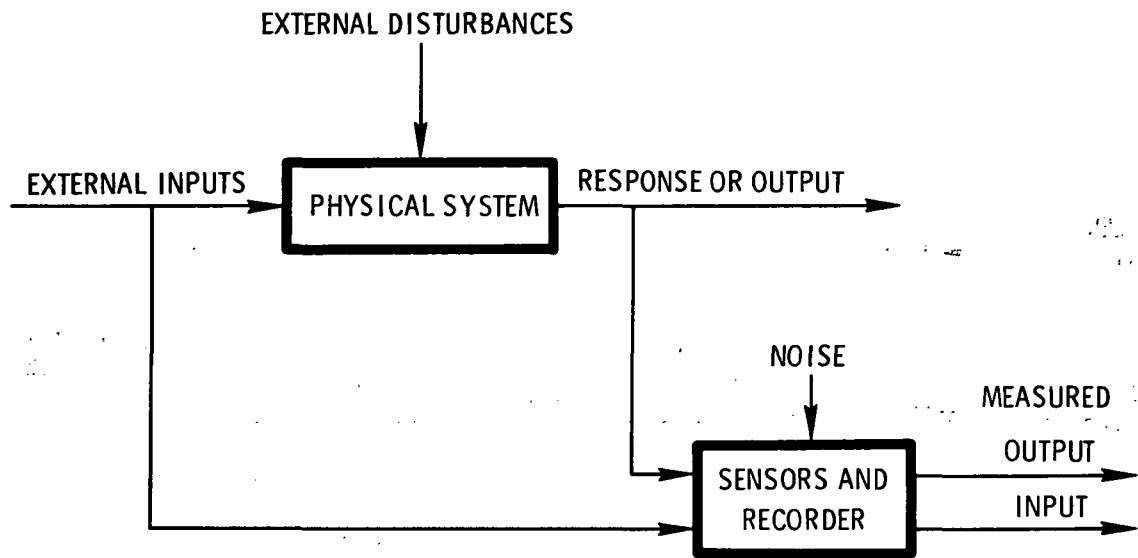 EXTERNAL DISTURBANCES
EXTERNAL INPUTS
PHYSICAL SYSTEM
RESPONSE OR OUTPUT
NOISE
MEASURED
OUTPUT
SENSORS AND
RECORDER
INPUT